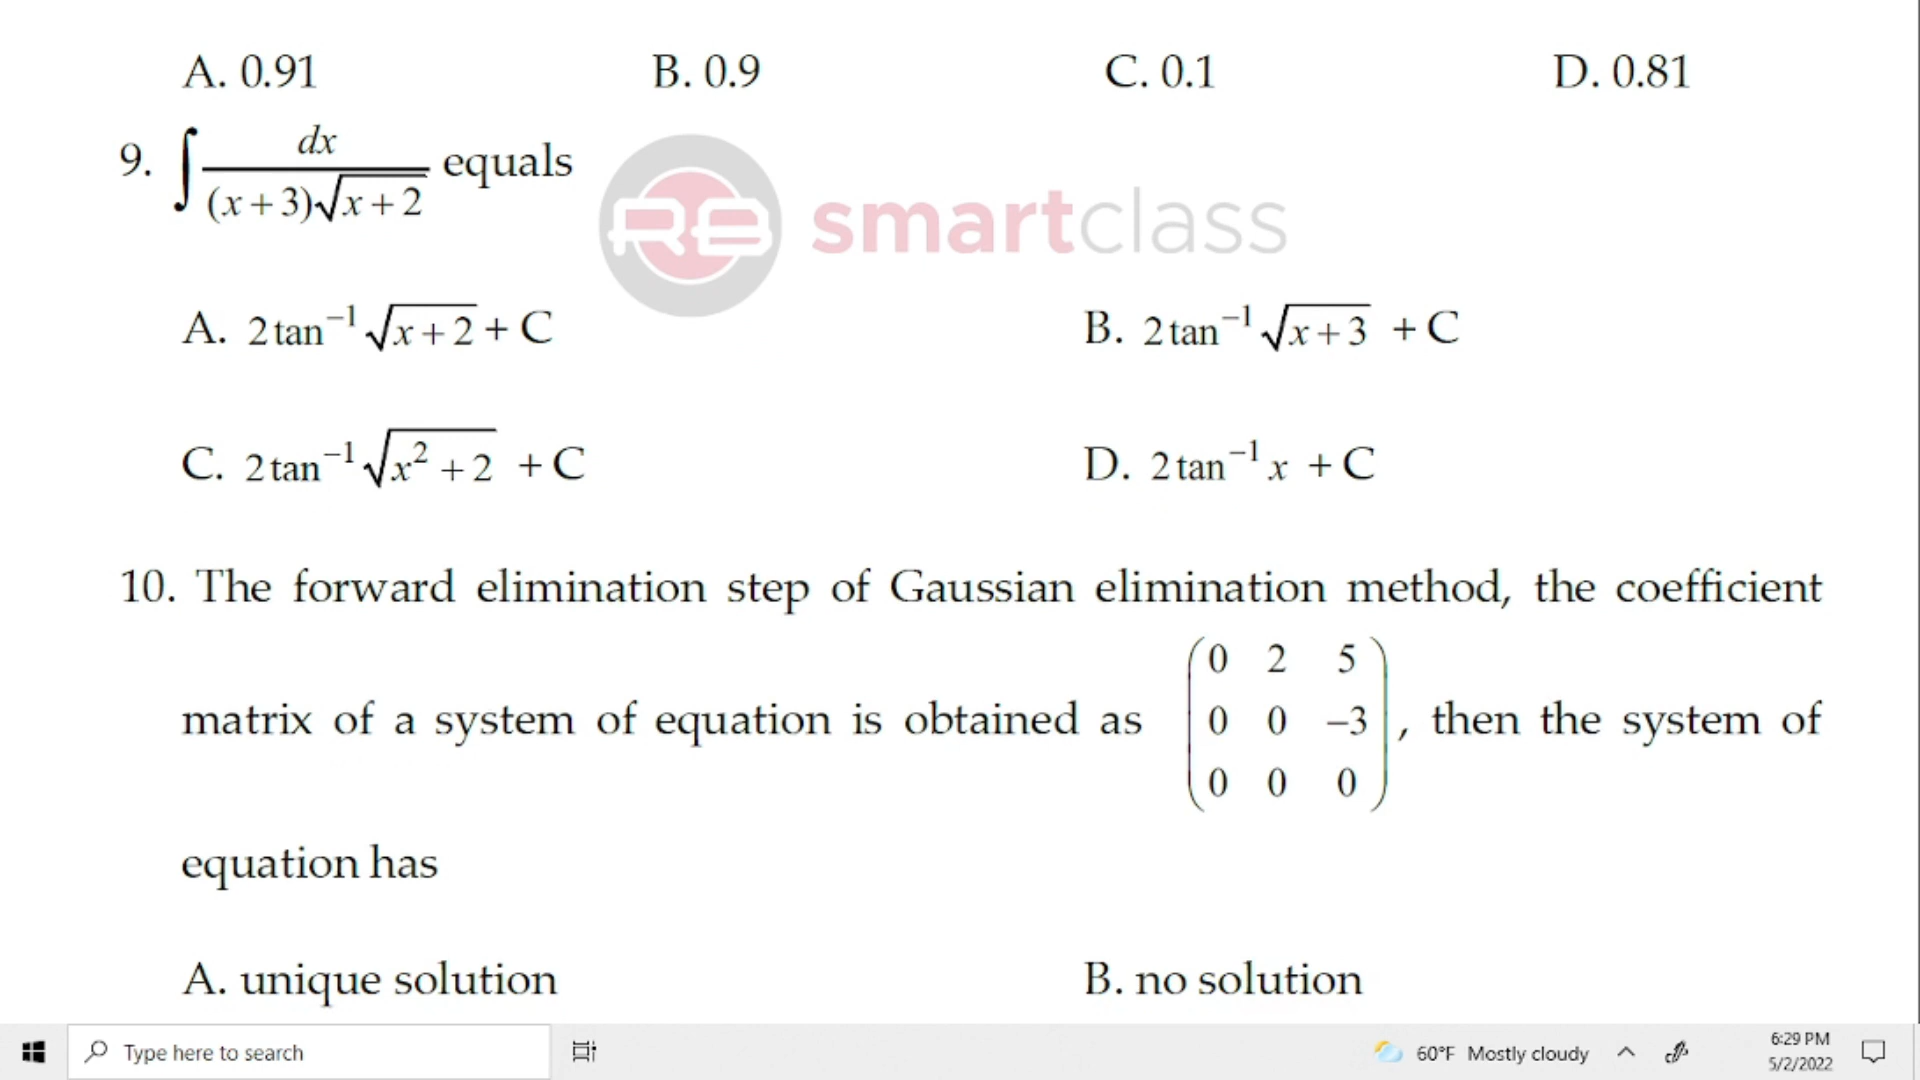 A. 0.91 B. 0.9 C. 0.1 D. 0.81
9. ∫ dx / (x+3)√(x+2) equals
RB smartclass
A. 2 tan⁻¹ √(x+2) + C B. 2 tan⁻¹ √(x+3) + C
C. 2 tan⁻¹ √(x² + 2) + C D. 2 tan⁻¹ x + C
10. The forward elimination step of Gaussian elimination method, the coefficient
0 2 5
matrix of a system of equation is obtained as 0 0 −3 , then the system of
0 0 0
equation has
A. unique solution B. no solution
Type here to search 60°F Mostly cloudy 6:29 PM
5/2/2022